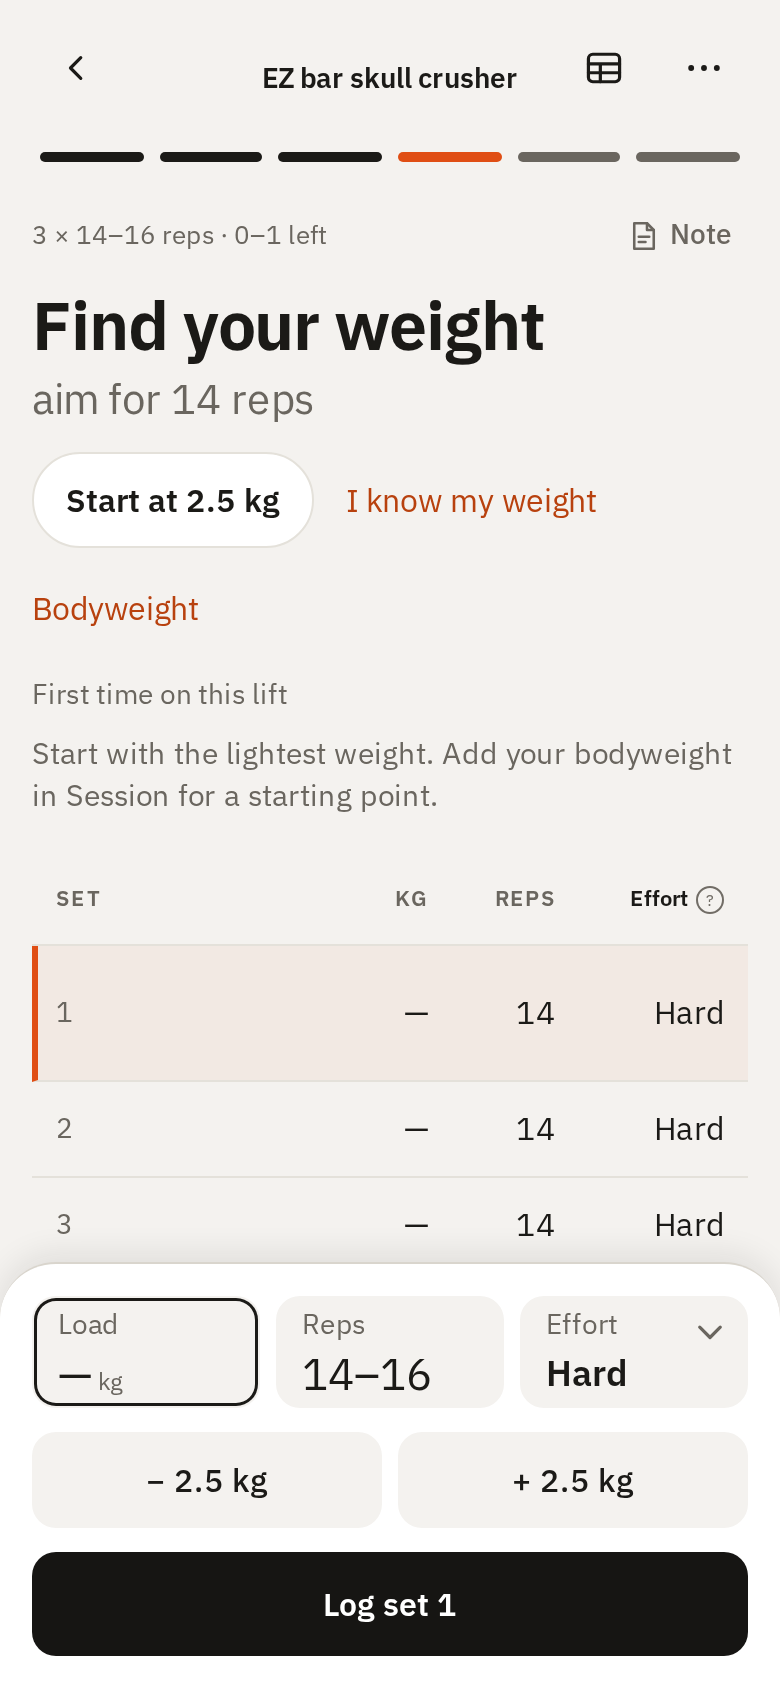 EZ bar skull crusher
3 × 14–16 reps · 0–1 left
Note
Find your weight
aim for 14 reps
Start at 2.5 kg
I know my weight
Bodyweight
First time on this lift
Start with the lightest weight. Add your bodyweight
in Session for a starting point.
SET KG REPS Effort ?
1 — 14 Hard
2 — 14 Hard
3 — 14 Hard
Load Reps Effort
— kg 14–16 Hard
− 2.5 kg + 2.5 kg
Log set 1